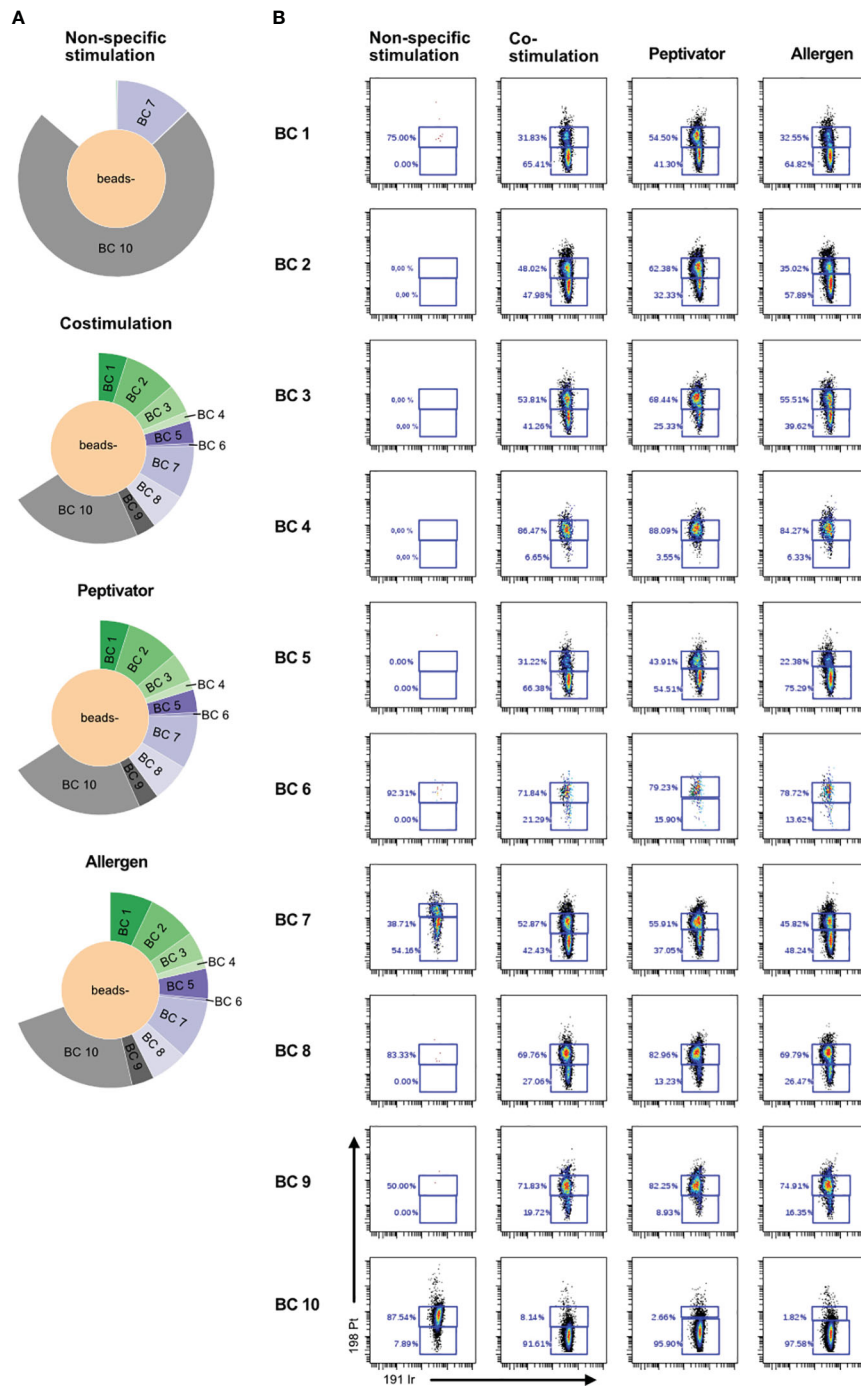 A
Non-specific
stimulation
BC 7
beads-
BC 10
Costimulation
BC 1
BC 2
BC 3
BC 4
BC 5
BC 6
BC 7
BC 8
BC 9
BC 10
beads-
Peptivator
BC 1
BC 2
BC 3
BC 4
BC 5
BC 6
BC 7
BC 8
BC 9
BC 10
beads-
Allergen
BC 1
BC 2
BC 3
BC 4
BC 5
BC 6
BC 7
BC 8
BC 9
BC 10
beads-
B
Non-specific
stimulation
Co-
stimulation
Peptivator
Allergen
BC 1
75.00% 31.83% 54.50% 32.55%
0.00% 65.41% 41.30% 64.82%
BC 2
0,00 % 48.02% 62.38% 35.02%
0,00 % 47.98% 32.33% 57.89%
BC 3
0,00 % 53.81% 68.44% 55.51%
0,00 % 41.26% 25.33% 39.62%
BC 4
0,00 % 86.47% 88.09% 84.27%
0,00 % 6.65% 3.55% 6.33%
BC 5
0.00% 31.22% 43.91% 22.38%
0.00% 66.38% 54.51% 75.29%
BC 6
92.31% 71.84% 79.23% 78.72%
0.00% 21.29% 15.90% 13.62%
BC 7
38.71% 52.87% 55.91% 45.82%
54.16% 42.43% 37.05% 48.24%
BC 8
83.33% 69.76% 82.96% 69.79%
0.00% 27.06% 13.23% 26.47%
BC 9
50.00% 71.83% 82.25% 74.91%
0.00% 19.72% 8.93% 16.35%
BC 10
87.54% 8.14% 2.66% 1.82%
7.89% 91.61% 95.90% 97.58%
198 Pt
191 Ir